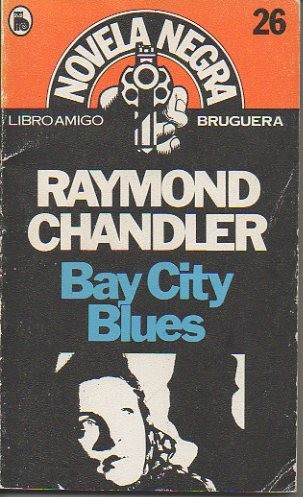 26
NOVELA NEGRA
LIBRO AMIGO
BRUGUERA
RAYMOND
CHANDLER
Bay City
Blues